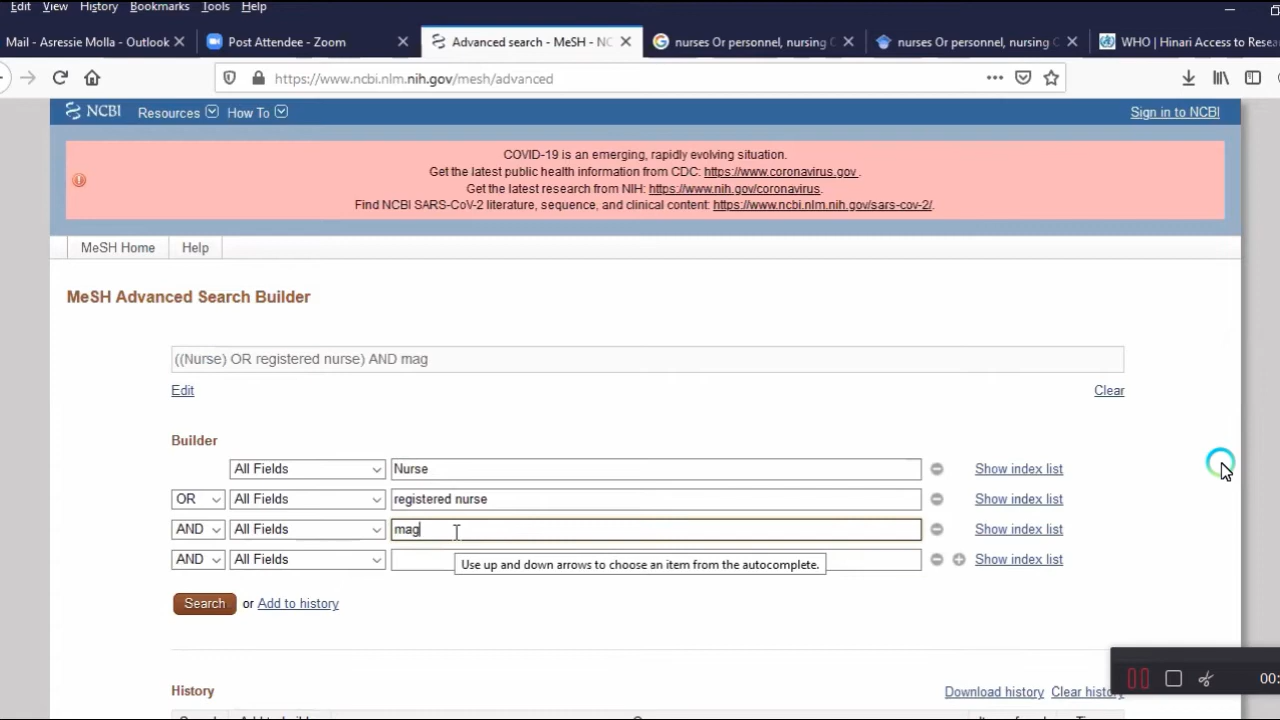 Edit View History Bookmarks Tools Help
Mail - Asressie Molla - Outlook Post Attendee - Zoom Advanced search - MeSH - NC nurses Or personnel, nursing nurses Or personnel, nursing WHO | Hinari Access to Resea
https://www.ncbi.nlm.nih.gov/mesh/advanced
NCBI Resources How To Sign in to NCBI
COVID-19 is an emerging, rapidly evolving situation.
Get the latest public health information from CDC: https://www.coronavirus.gov .
Get the latest research from NIH: https://www.nih.gov/coronavirus.
Find NCBI SARS-CoV-2 literature, sequence, and clinical content: https://www.ncbi.nlm.nih.gov/sars-cov-2/.
MeSH Home Help
MeSH Advanced Search Builder
((Nurse) OR registered nurse) AND mag
Edit Clear
Builder
All Fields Nurse Show index list
OR All Fields registered nurse Show index list
AND All Fields mag Show index list
AND All Fields Show index list
Use up and down arrows to choose an item from the autocomplete.
Search or Add to history
00:
History Download history Clear history